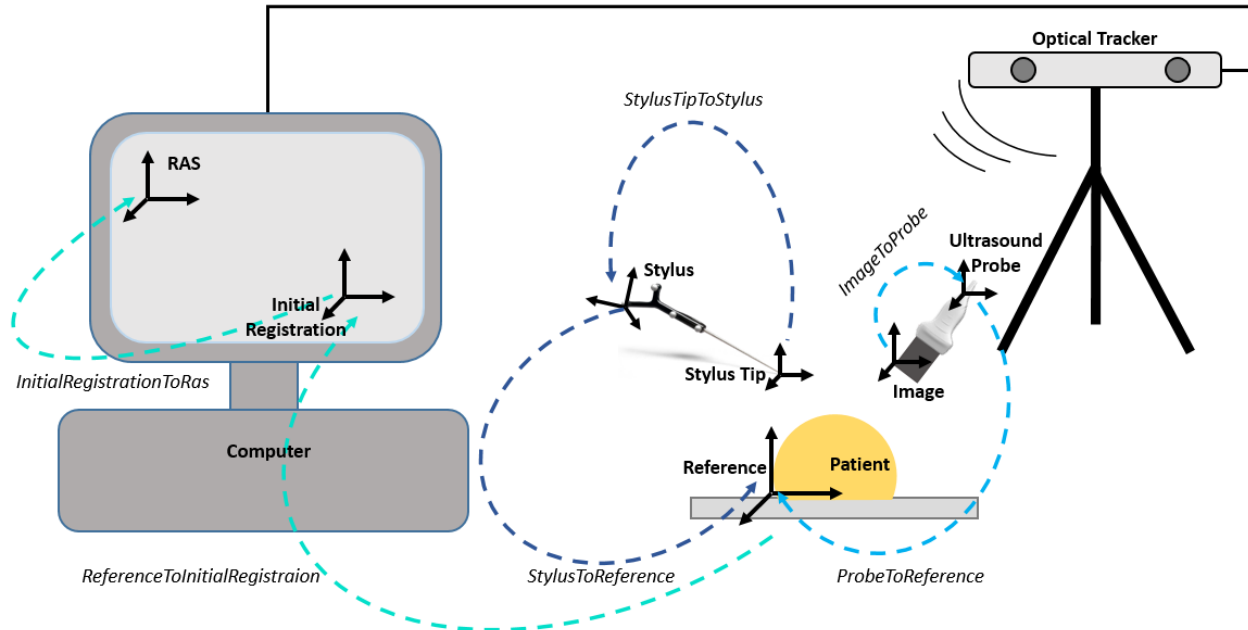 Optical Tracker
StylusTipToStylus
RAS
ImageToProbe
Ultrasound
Probe
Stylus
Initial
Registration
Stylus Tip
InitialRegistrationToRas
Image
Computer
Reference
Patient
ReferenceToInitialRegistraion
StylusToReference
ProbeToReference